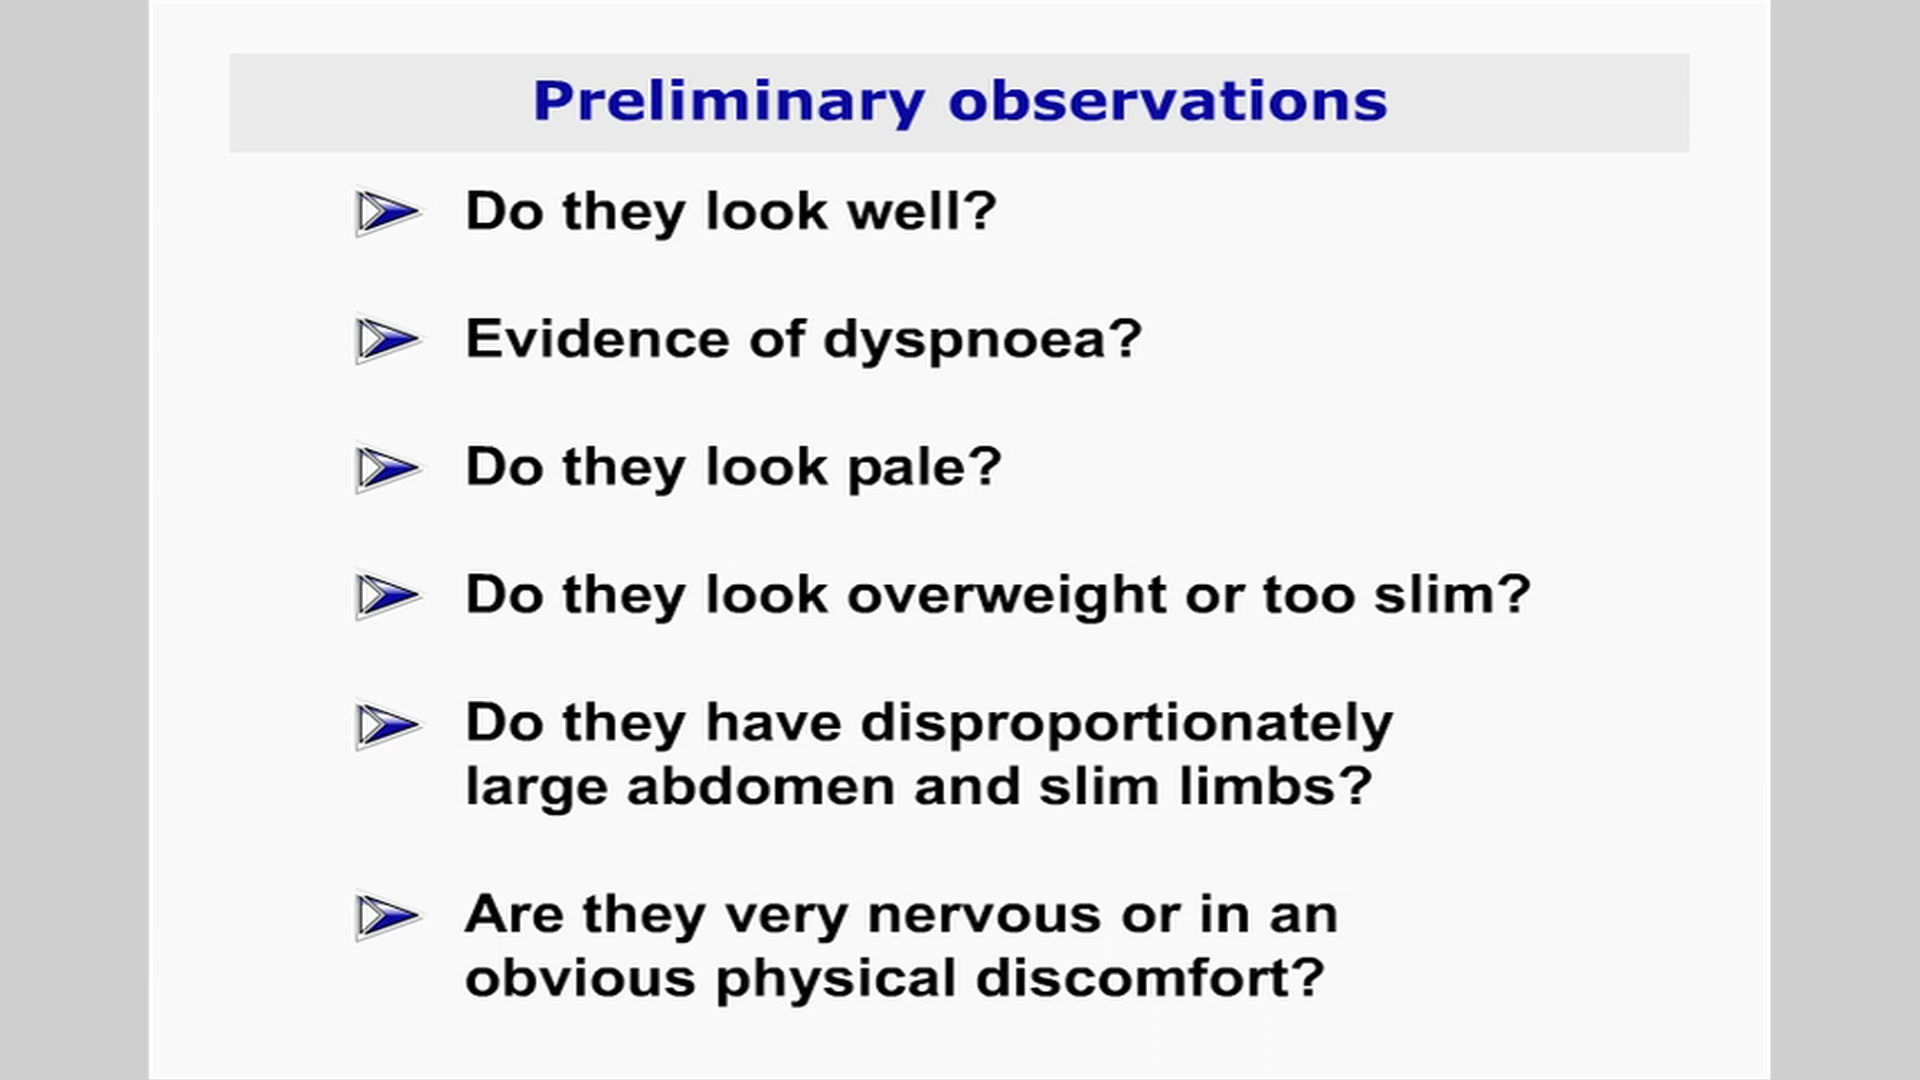 Preliminary observations
Do they look well?
Evidence of dyspnoea?
Do they look pale?
Do they look overweight or too slim?
Do they have disproportionately
large abdomen and slim limbs?
Are they very nervous or in an
obvious physical discomfort?